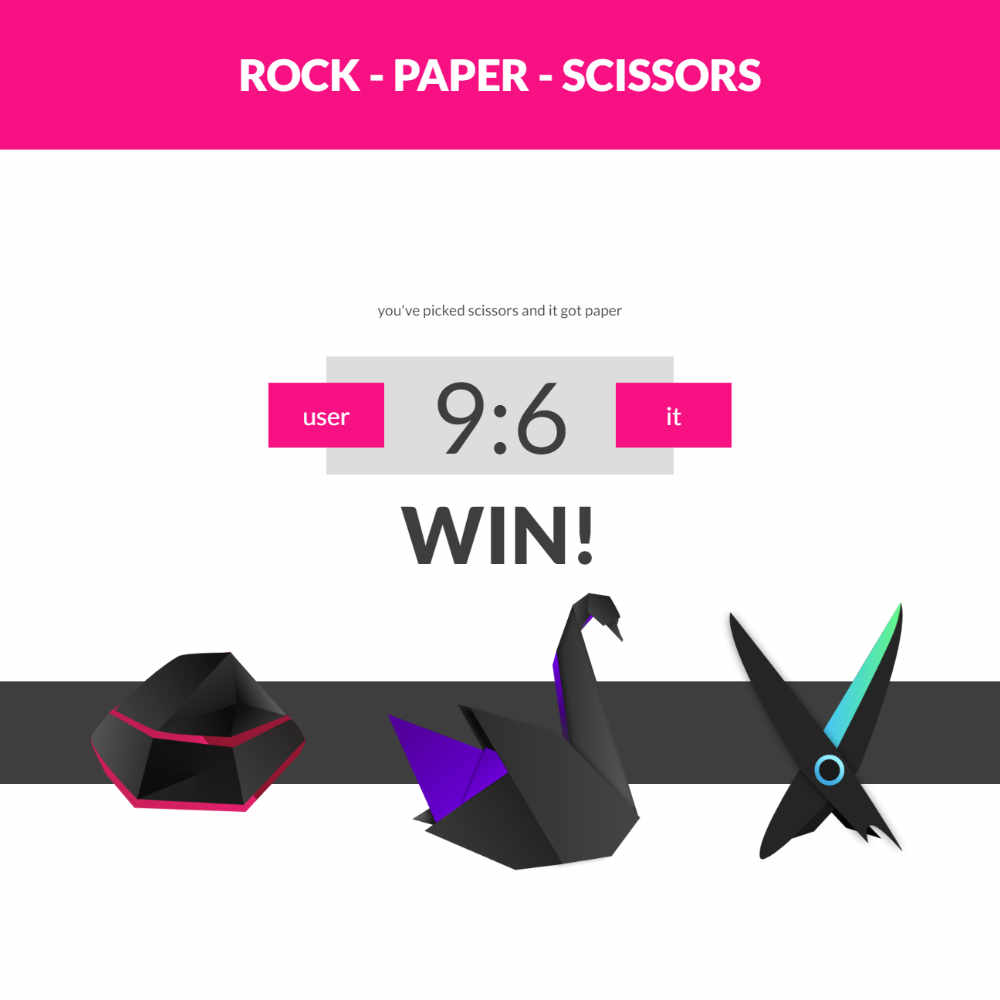 ROCK - PAPER - SCISSORS
you've picked scissors and it got paper
user 9:6 it
WIN!